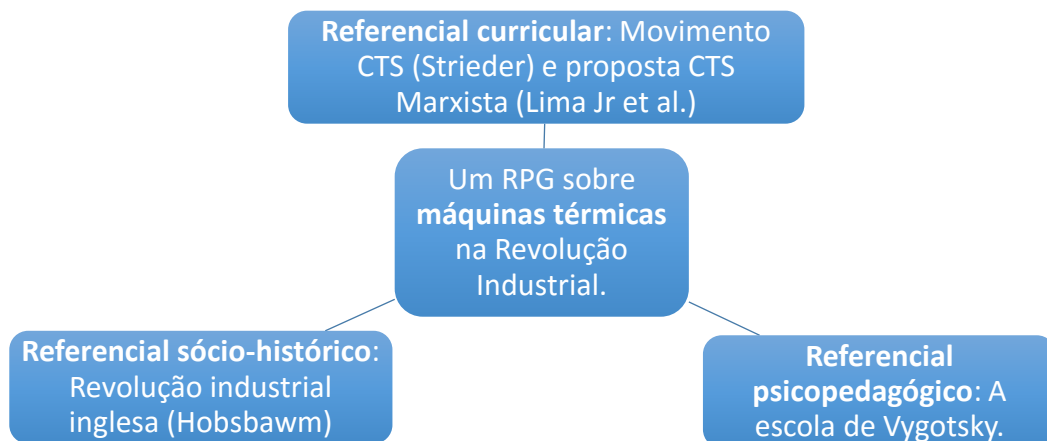 Referencial curricular: Movimento
CTS (Strieder) e proposta CTS
Marxista (Lima Jr et al.)
Um RPG sobre
máquinas térmicas
na Revolução
Industrial.
Referencial sócio-histórico:
Revolução industrial
inglesa (Hobsbawm)
Referencial
psicopedagógico: A
escola de Vygotsky.